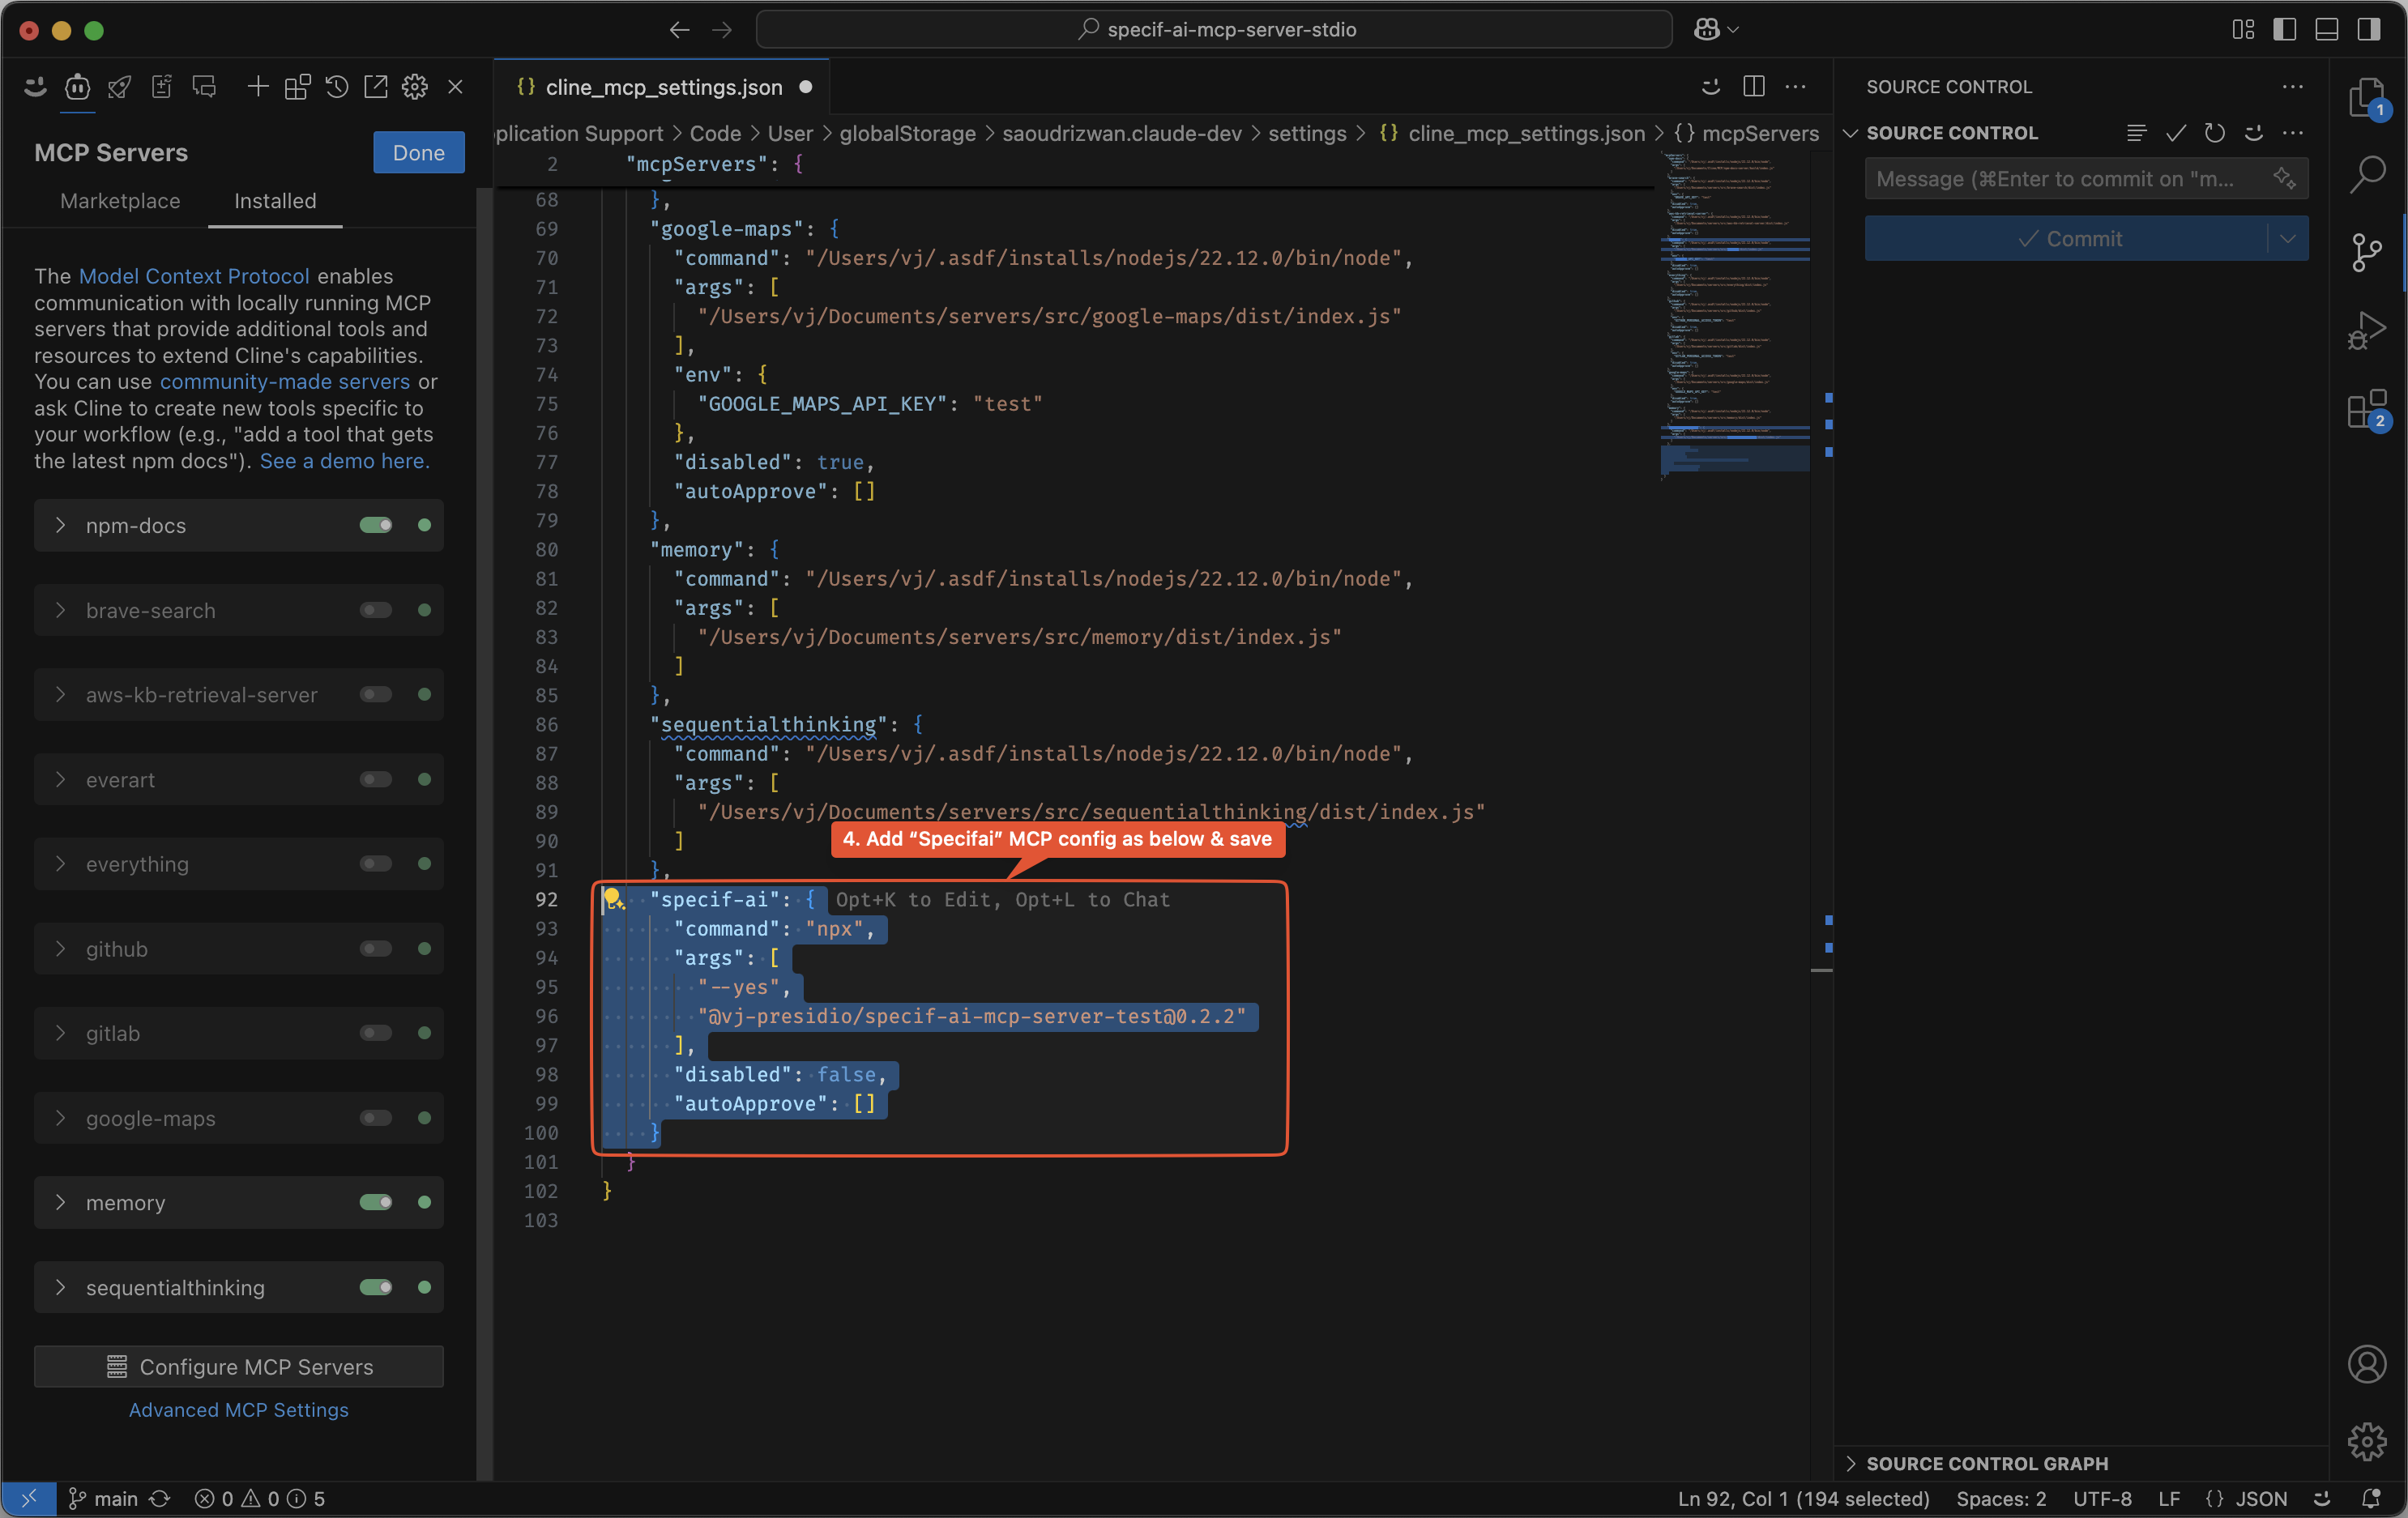 specif-ai-mcp-server-stdio
MCP Servers
Done
Marketplace
Installed
The Model Context Protocol enables
communication with locally running MCP
servers that provide additional tools and
resources to extend Cline's capabilities.
You can use community-made servers or
ask Cline to create new tools specific to
your workflow (e.g., "add a tool that gets
the latest npm docs"). See a demo here.
npm-docs
brave-search
aws-kb-retrieval-server
everart
everything
github
gitlab
google-maps
memory
sequentialthinking
Configure MCP Servers
Advanced MCP Settings
{} cline_mcp_settings.json
plication Support > Code > User > globalStorage > saoudrizwan.claude-dev > settings > {} cline_mcp_settings.json > {} mcpServers
2 "mcpServers": {
68 },
69 "google-maps": {
70 "command": "/Users/vj/.asdf/installs/nodejs/22.12.0/bin/node",
71 "args": [
72 "/Users/vj/Documents/servers/src/google-maps/dist/index.js"
73 ],
74 "env": {
75 "GOOGLE_MAPS_API_KEY": "test"
76 },
77 "disabled": true,
78 "autoApprove": []
79 },
80 "memory": {
81 "command": "/Users/vj/.asdf/installs/nodejs/22.12.0/bin/node",
82 "args": [
83 "/Users/vj/Documents/servers/src/memory/dist/index.js"
84 ]
85 },
86 "sequentialthinking": {
87 "command": "/Users/vj/.asdf/installs/nodejs/22.12.0/bin/node",
88 "args": [
89 "/Users/vj/Documents/servers/src/sequentialthinking/dist/index.js"
90 ]
4. Add “Specifai” MCP config as below & save
91 },
92 "specif-ai": { Opt+K to Edit, Opt+L to Chat
93 "command": "npx",
94 "args": [
95 "--yes",
96 "@vj-presidio/specif-ai-mcp-server-test@0.2.2"
97 ],
98 "disabled": false,
99 "autoApprove": []
100 }
101 }
102 }
103
SOURCE CONTROL
SOURCE CONTROL
Message (⌘Enter to commit on "m...
Commit
SOURCE CONTROL GRAPH
1
2
main
0
0
5
Ln 92, Col 1 (194 selected)
Spaces: 2
UTF-8
LF
{} JSON